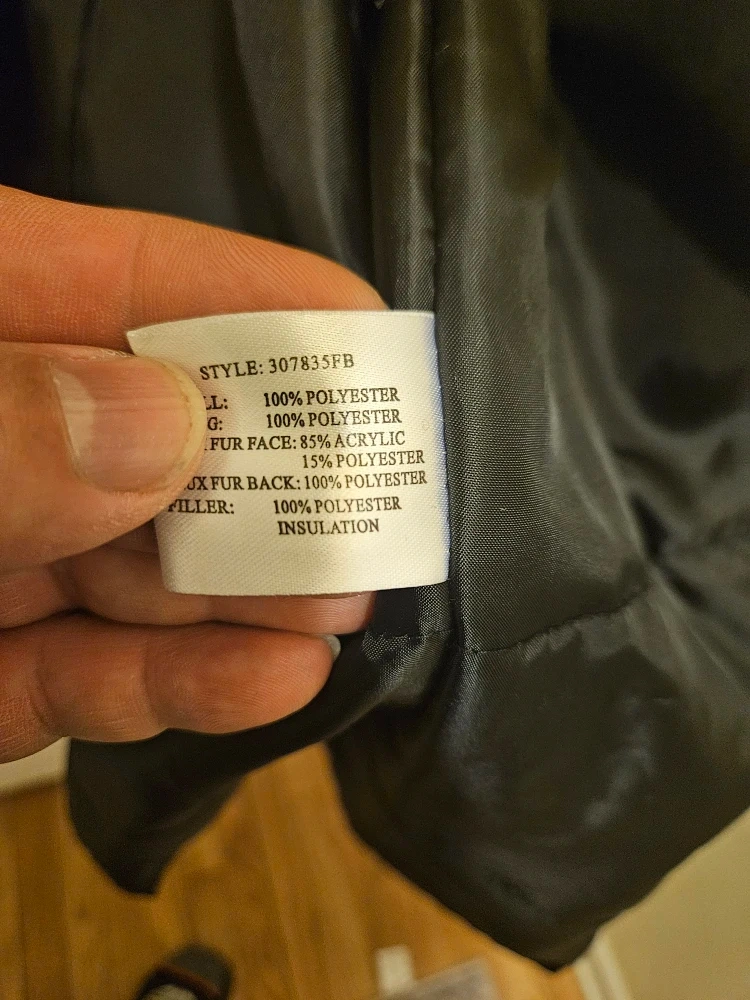 STYLE: 307835FB
LL: 100% POLYESTER
G: 100% POLYESTER
FUR FACE: 85% ACRYLIC
15% POLYESTER
UX FUR BACK: 100% POLYESTER
FILLER: 100% POLYESTER
INSULATION